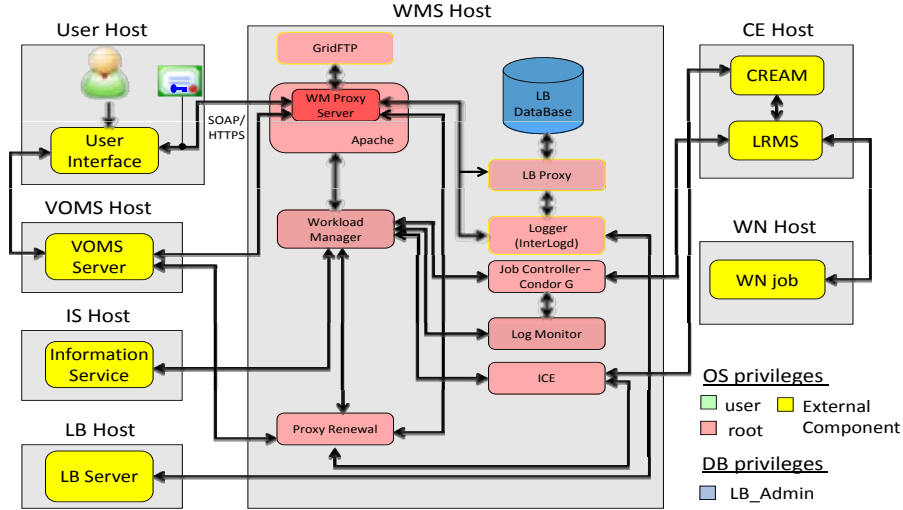 WMS Host
User Host
User
Interface
SOAP/
HTTPS
VOMS Host
VOMS
Server
IS Host
Information
Service
LB Host
LB Server
GridFTP
WM Proxy
Server
Apache
Workload
Manager
Proxy Renewal
LB
DataBase
LB Proxy
Logger
(InterLogd)
Job Controller –
Condor G
Log Monitor
ICE
CE Host
CREAM
LRMS
WN Host
WN job
OS privileges
user
External
Component
root
DB privileges
LB_Admin